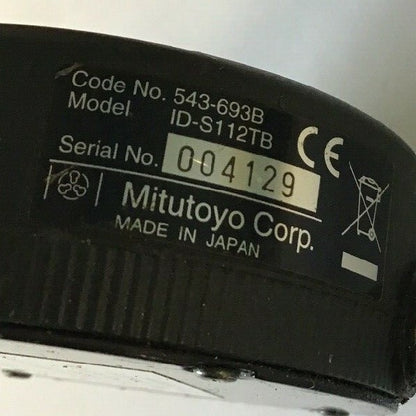 Code No. 543-693B
Model ID-S112TB
Serial No. 004129
CE
Mitutoyo Corp.
MADE IN JAPAN